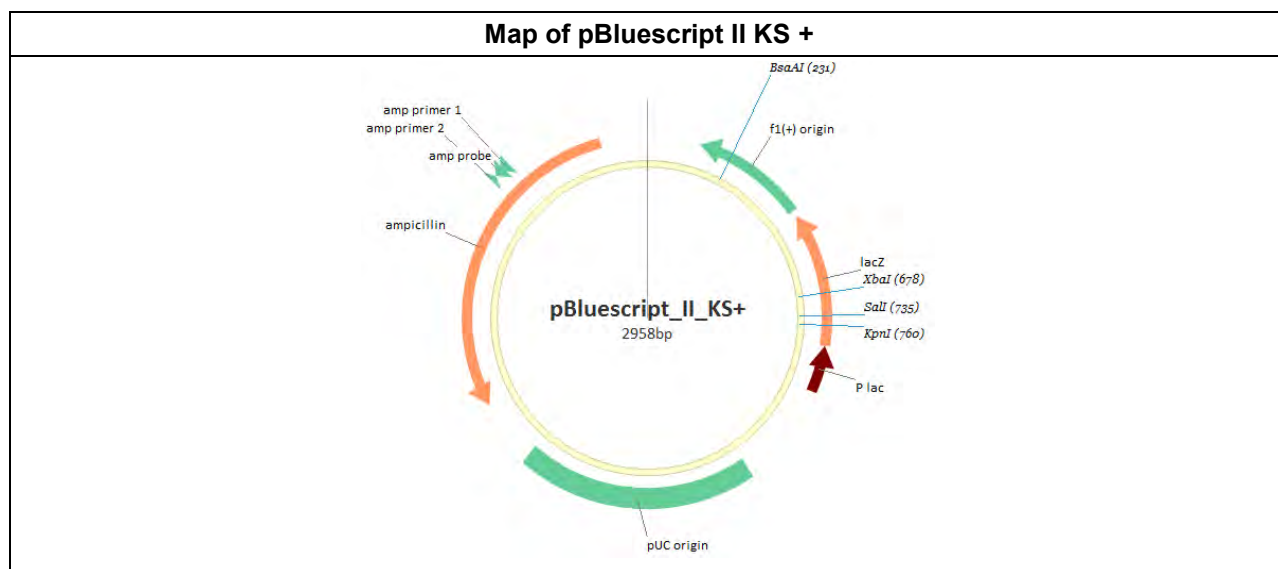 Map of pBluescript II KS +
BsaAI (231)
amp primer 1
f1(+) origin
amp primer 2
amp probe
ampicillin
lacZ
XbaI (678)
pBluescript_II_KS+
SalI (735)
2958bp
KpnI (760)
P lac
pUC origin